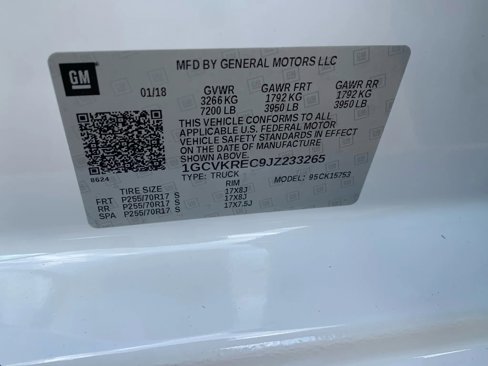 MFD BY GENERAL MOTORS LLC
GM
01/18
GVWR GAWR FRT GAWR RR
3266 KG 1792 KG 1792 KG
7200 LB 3950 LB 3950 LB
THIS VEHICLE CONFORMS TO ALL
APPLICABLE U.S. FEDERAL MOTOR
VEHICLE SAFETY STANDARDS IN EFFECT
ON THE DATE OF MANUFACTURE
SHOWN ABOVE.
1GCVKREC9JZ233265
8624
TYPE: TRUCK MODEL: 95CK15753
TIRE SIZE RIM
FRT P255/70R17 S 17X8J
RR P255/70R17 S 17X8J
SPA P255/70R17 S 17X7.5J